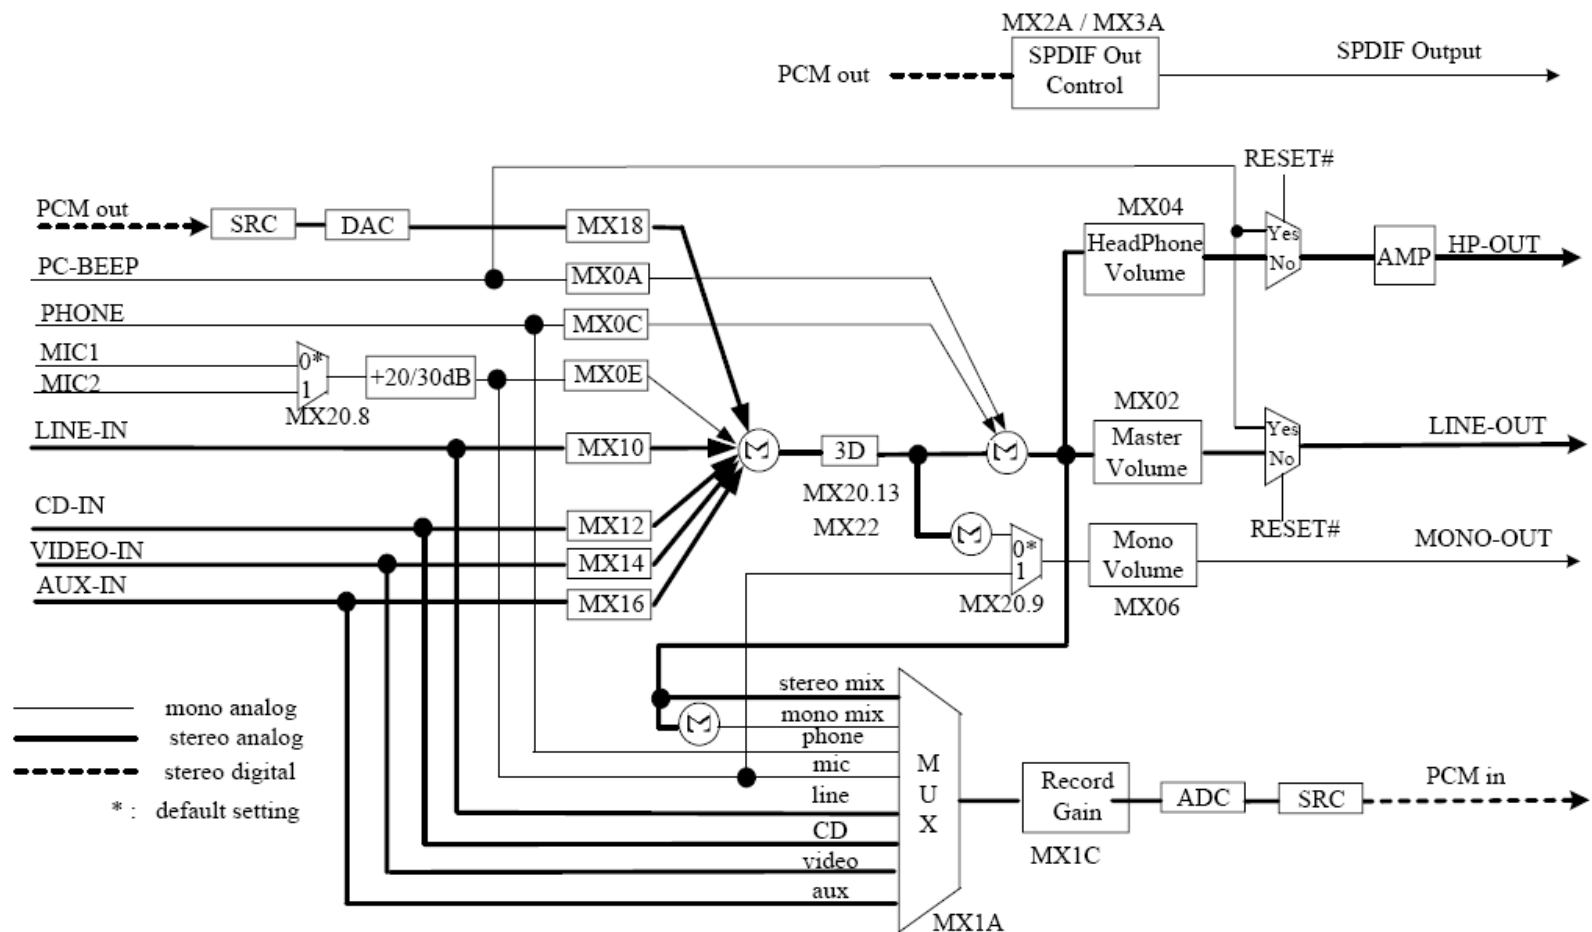 MX2A / MX3A
SPDIF Out
Control
PCM out
SPDIF Output
RESET#
PCM out
SRC
DAC
MX18
MX04
HeadPhone
Volume
Yes
No
AMP
HP-OUT
PC-BEEP
MX0A
PHONE
MX0C
MIC1
MIC2
0*
1
MX20.8
+20/30dB
MX0E
LINE-IN
MX10
Σ
3D
MX20.13
MX22
Σ
MX02
Master
Volume
Yes
No
LINE-OUT
RESET#
CD-IN
MX12
VIDEO-IN
MX14
AUX-IN
MX16
Σ
0*
1
MX20.9
Mono
Volume
MX06
MONO-OUT
stereo mix
Σ
mono mix
phone
mic
line
CD
video
aux
M
U
X
MX1A
Record
Gain
MX1C
ADC
SRC
PCM in
mono analog
stereo analog
stereo digital
* : default setting